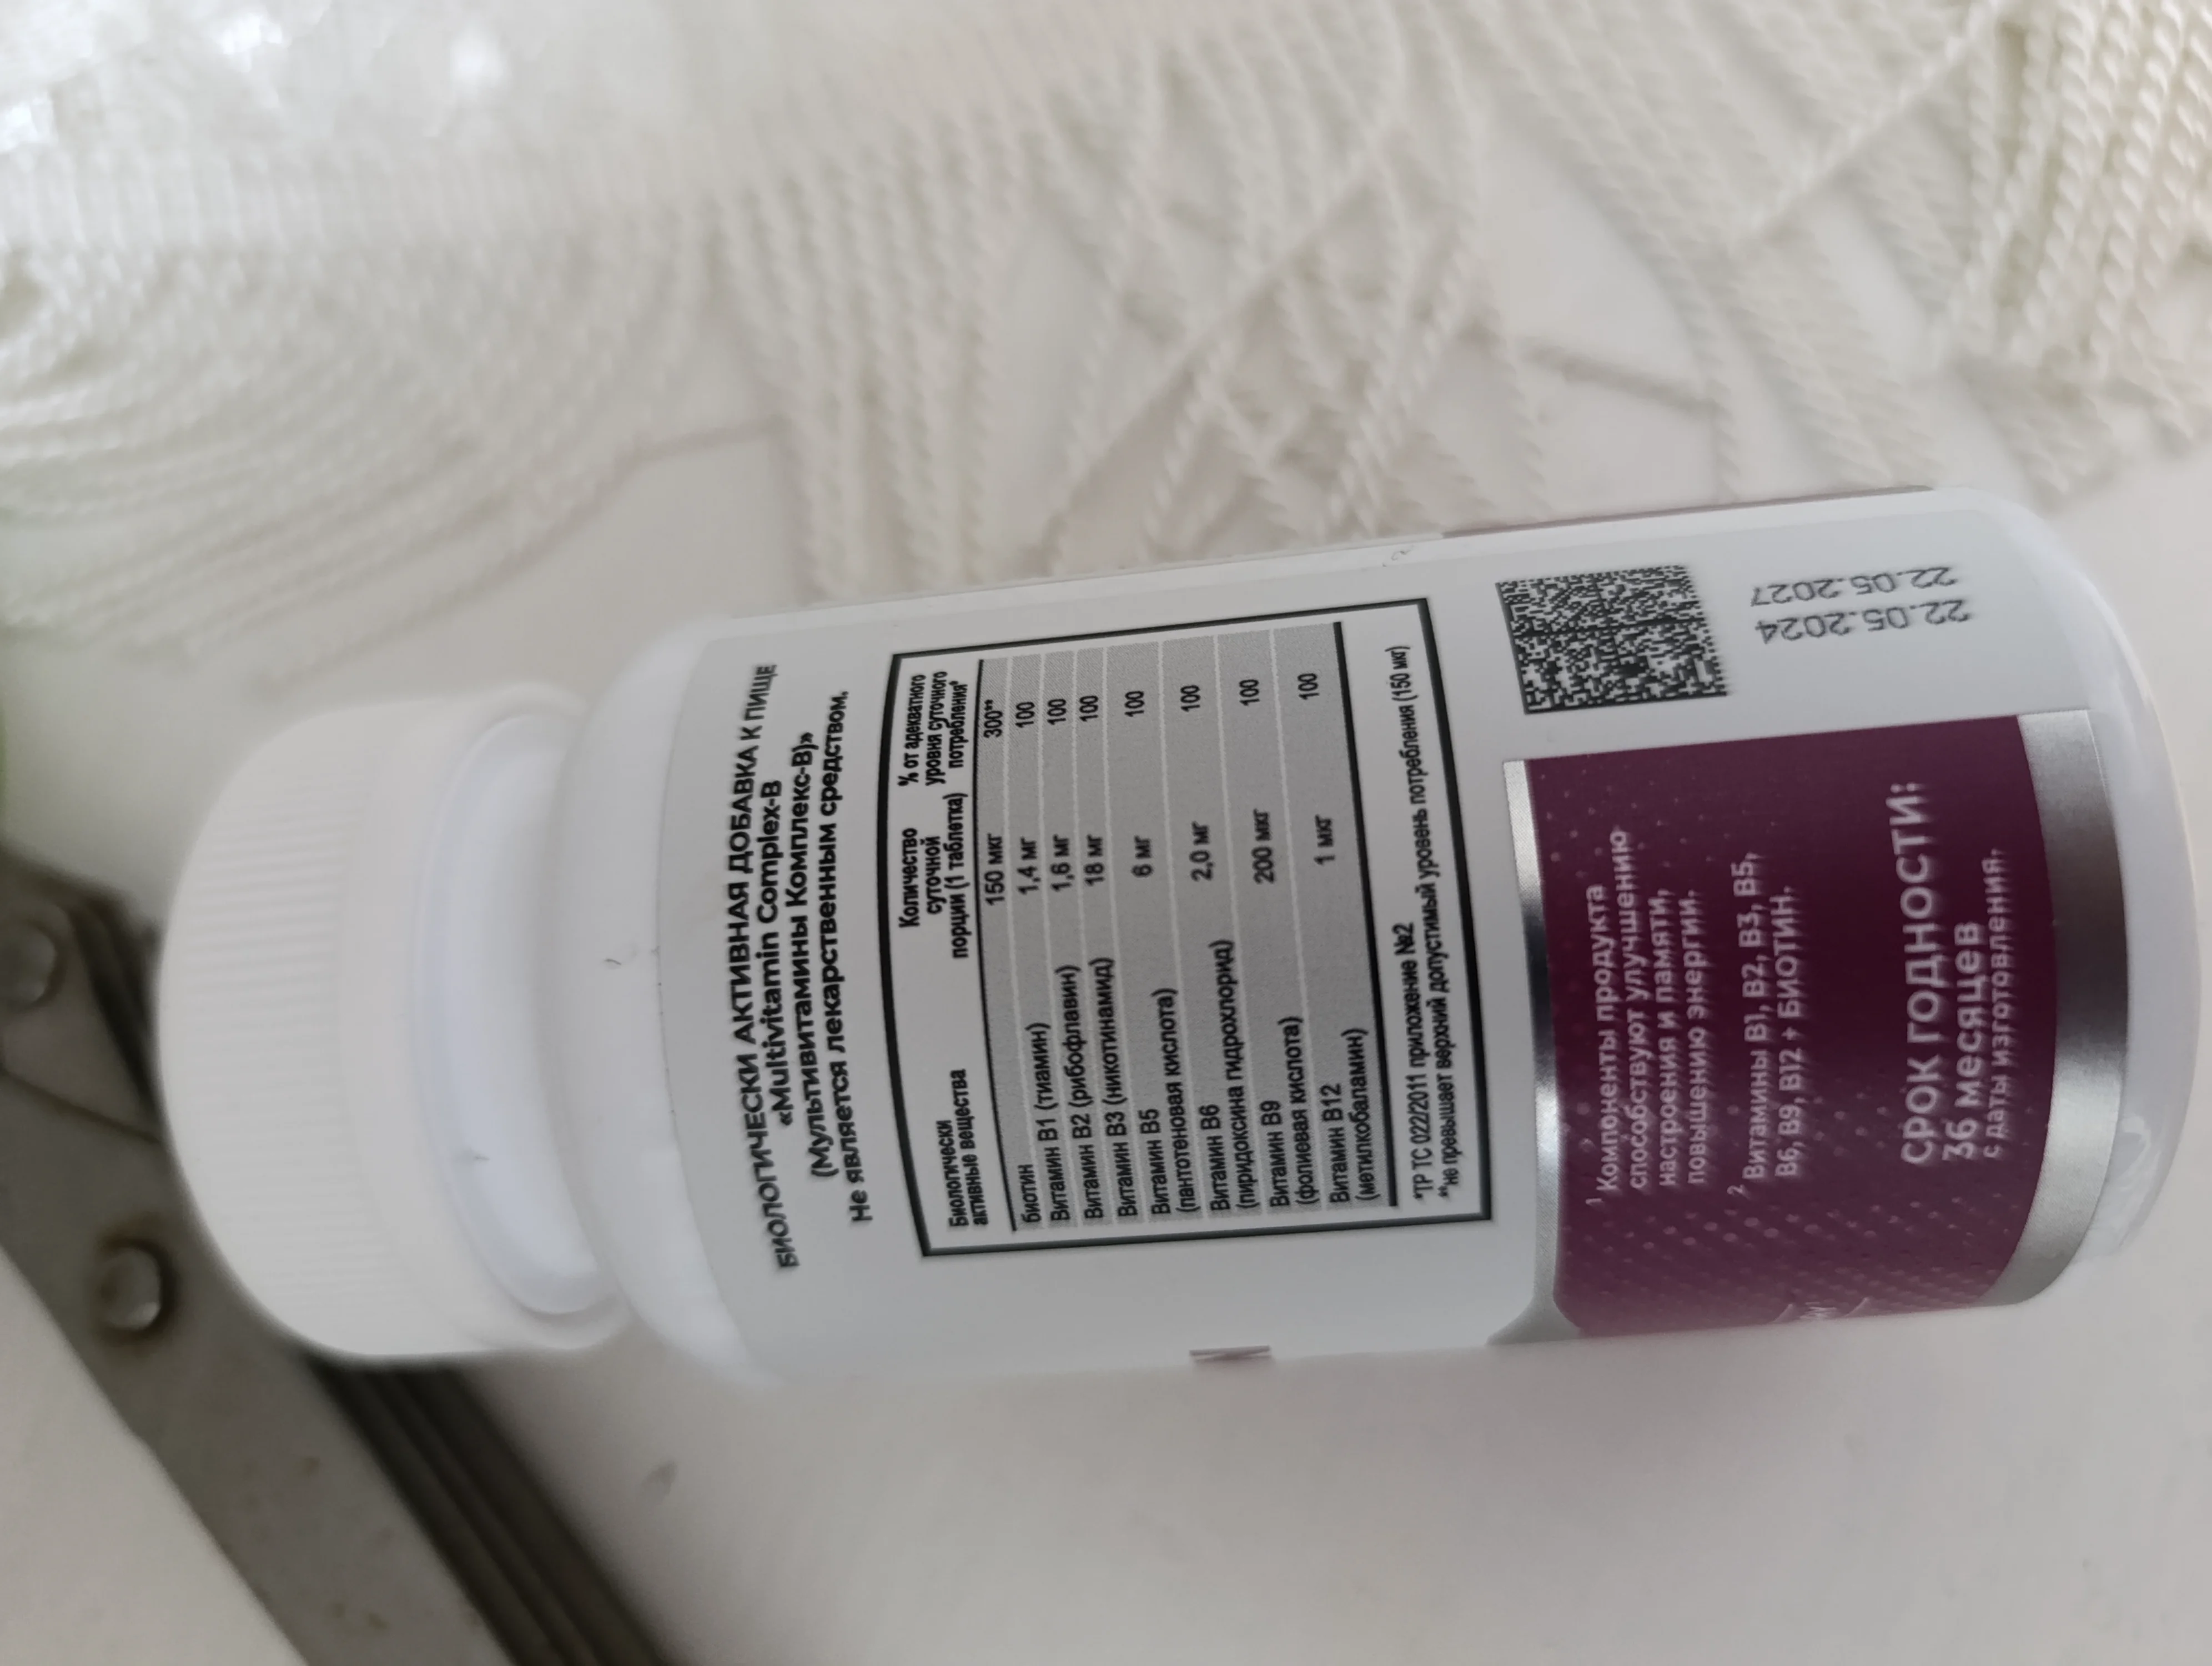 БИОЛОГИЧЕСКИ АКТИВНАЯ ДОБАВКА К ПИЩЕ
«Multivitamin Complex-B
(Мультивитамины Комплекс-B)»
Не является лекарственным средством.
Биологически активные вещества Количество суточной порции (1 таблетка) % от адекватного уровня суточного потребления*
биотин 150 мкг 300**
Витамин B1 (тиамин) 1,4 мг 100
Витамин B2 (рибофлавин) 1,6 мг 100
Витамин B3 (никотинамид) 18 мг 100
Витамин B5
(пантотеновая кислота) 6 мг 100
Витамин B6
(пиридоксина гидрохлорид) 2,0 мг 100
Витамин B9
(фолиевая кислота) 200 мкг 100
Витамин B12
(метилкобаламин) 1 мкг 100
*ТР ТС 022/2011 приложение №2
**не превышает верхний допустимый уровень потребления (150 мкг)
1 Компоненты продукта
способствуют улучшению
настроения и памяти,
повышению энергии.
2 Витамины B1, B2, B3, B5,
B6, B9, B12 + БИОТИН.
СРОК ГОДНОСТИ:
36 месяцев
с даты изготовления.
22.05.2024
22.05.2027